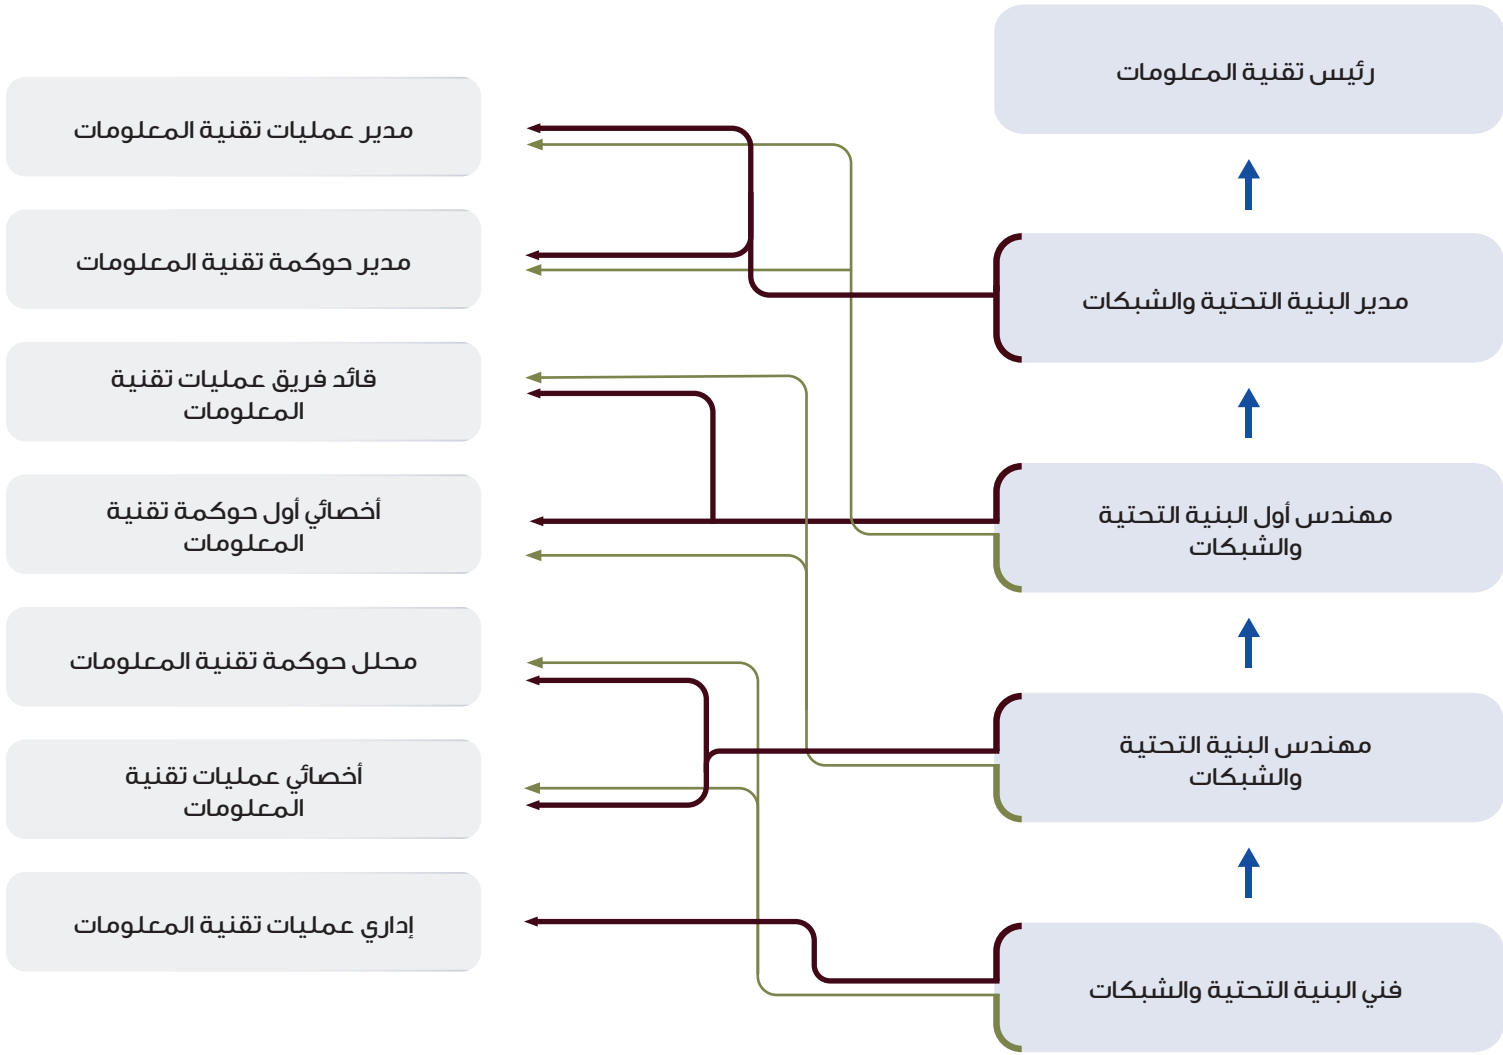 رئيس تقنية المعلومات
مدير البنية التحتية والشبكات
مهندس أول البنية التحتية
والشبكات
مهندس البنية التحتية
والشبكات
فني البنية التحتية والشبكات
مدير عمليات تقنية المعلومات
مدير حوكمة تقنية المعلومات
قائد فريق عمليات تقنية
المعلومات
أخصائي أول حوكمة تقنية
المعلومات
محلل حوكمة تقنية المعلومات
أخصائي عمليات تقنية
المعلومات
إداري عمليات تقنية المعلومات